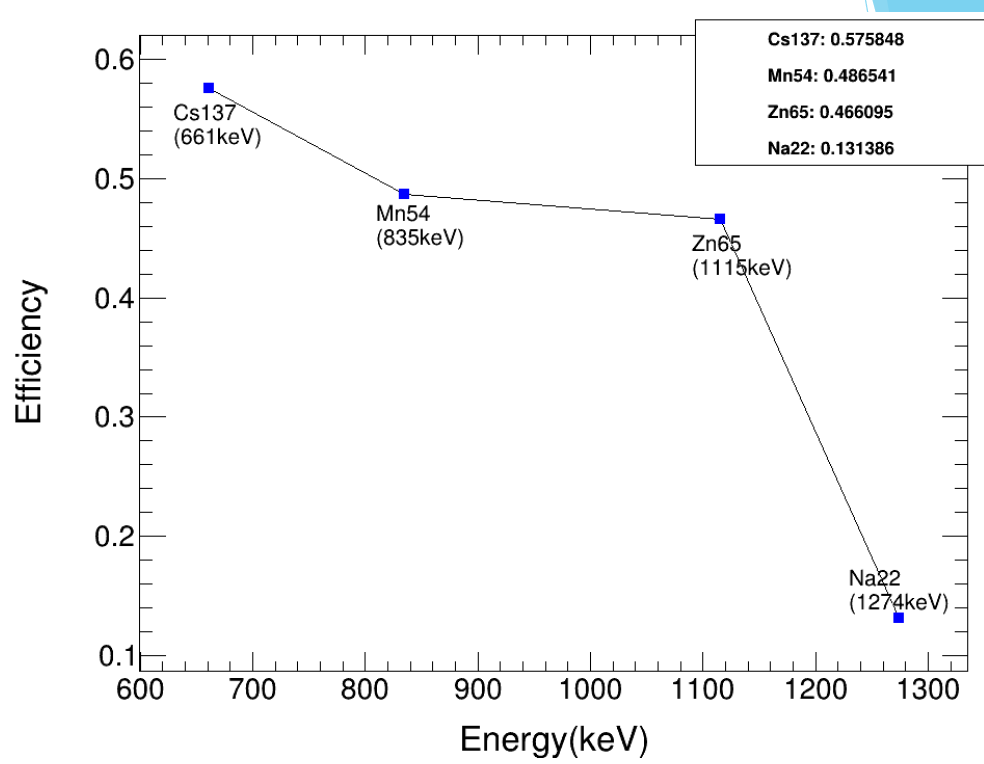 Cs137: 0.575848
Mn54: 0.486541
Zn65: 0.466095
Na22: 0.131386
0.6
0.5
0.4
0.3
0.2
0.1
Efficiency
Cs137
(661keV)
Mn54
(835keV)
Zn65
(1115keV)
Na22
(1274keV)
600 700 800 900 1000 1100 1200 1300
Energy(keV)